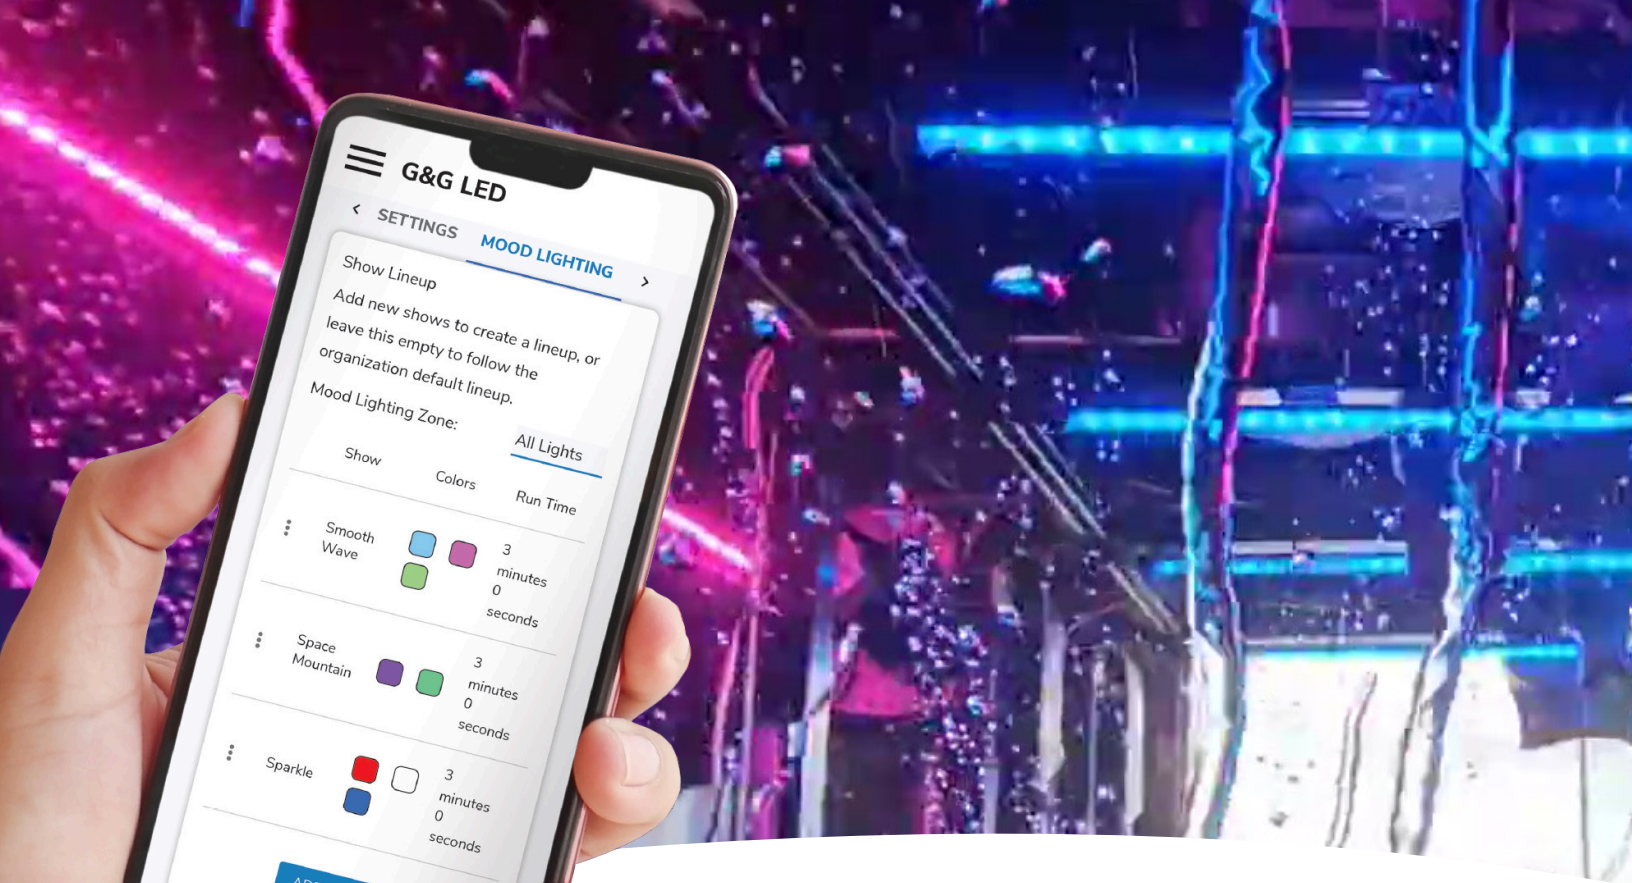 G&G LED
SETTINGS
MOOD LIGHTING
Show Lineup
Add new shows to create a lineup, or
leave this empty to follow the
organization default lineup.
Mood Lighting Zone:
All Lights
Show
Colors
Run Time
Smooth
Wave
3
minutes
0
seconds
Space
Mountain
3
minutes
0
seconds
Sparkle
3
minutes
0
seconds